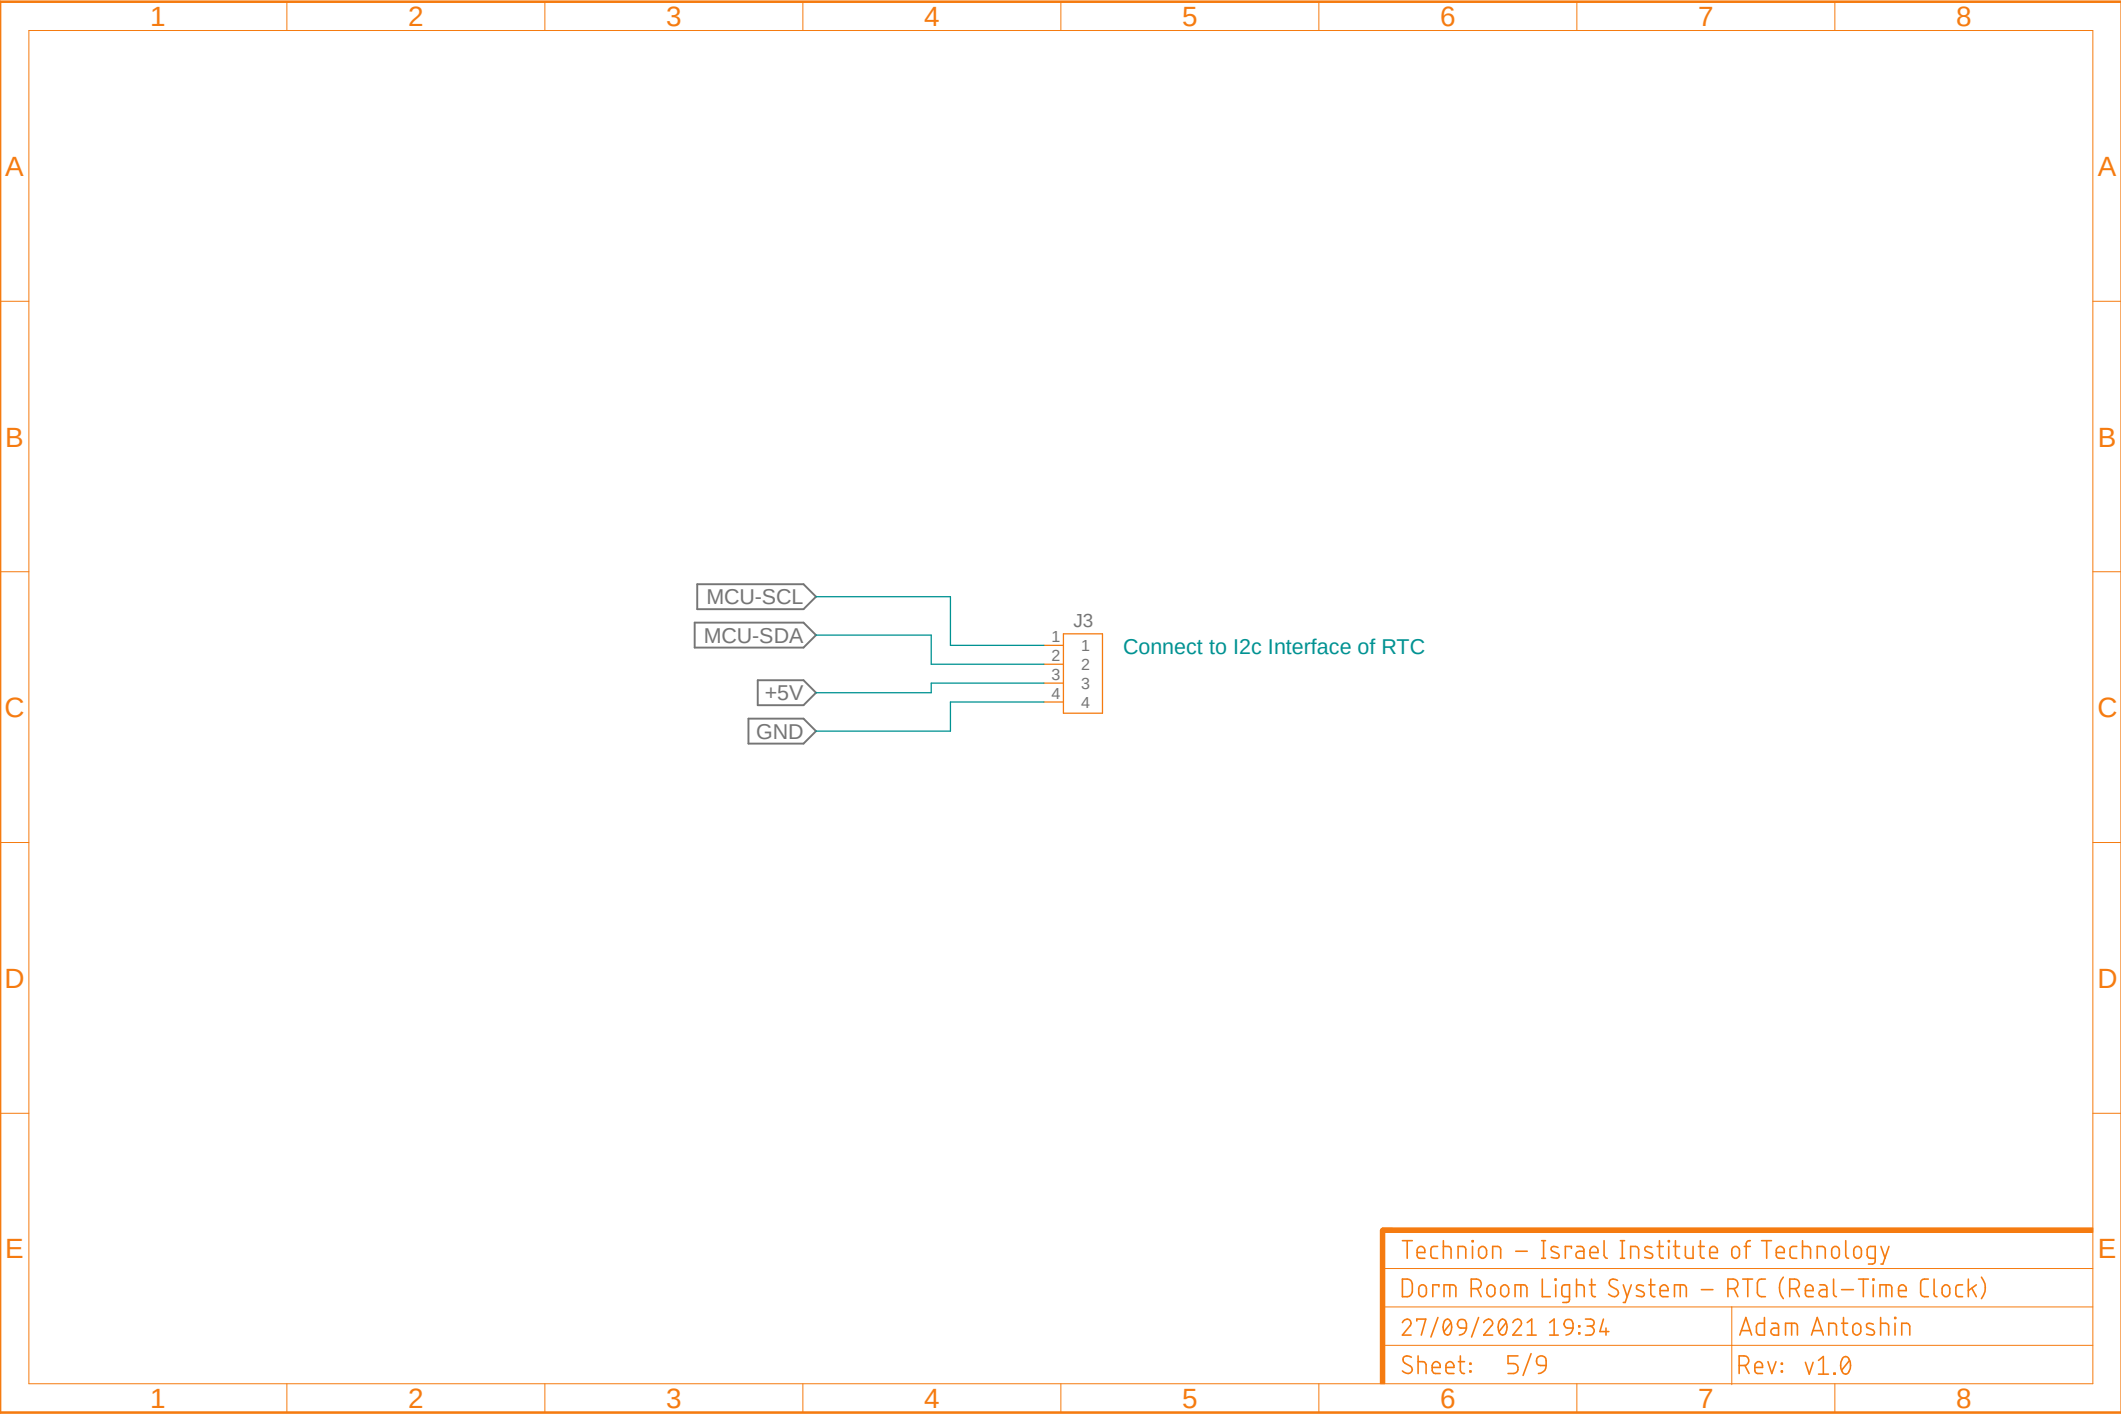 1 2 3 4 5 6 7 8
A A
B B
MCU-SCL
J3
MCU-SDA
1 1 Connect to I2c Interface of RTC
2 2
3 3
+5V
4 4
C C
GND
D D
E E
Technion - Israel Institute of Technology
Dorm Room Light System - RTC (Real-Time Clock)
27/09/2021 19:34 Adam Antoshin
Sheet: 5/9 Rev: v1.0
1 2 3 4 5 6 7 8